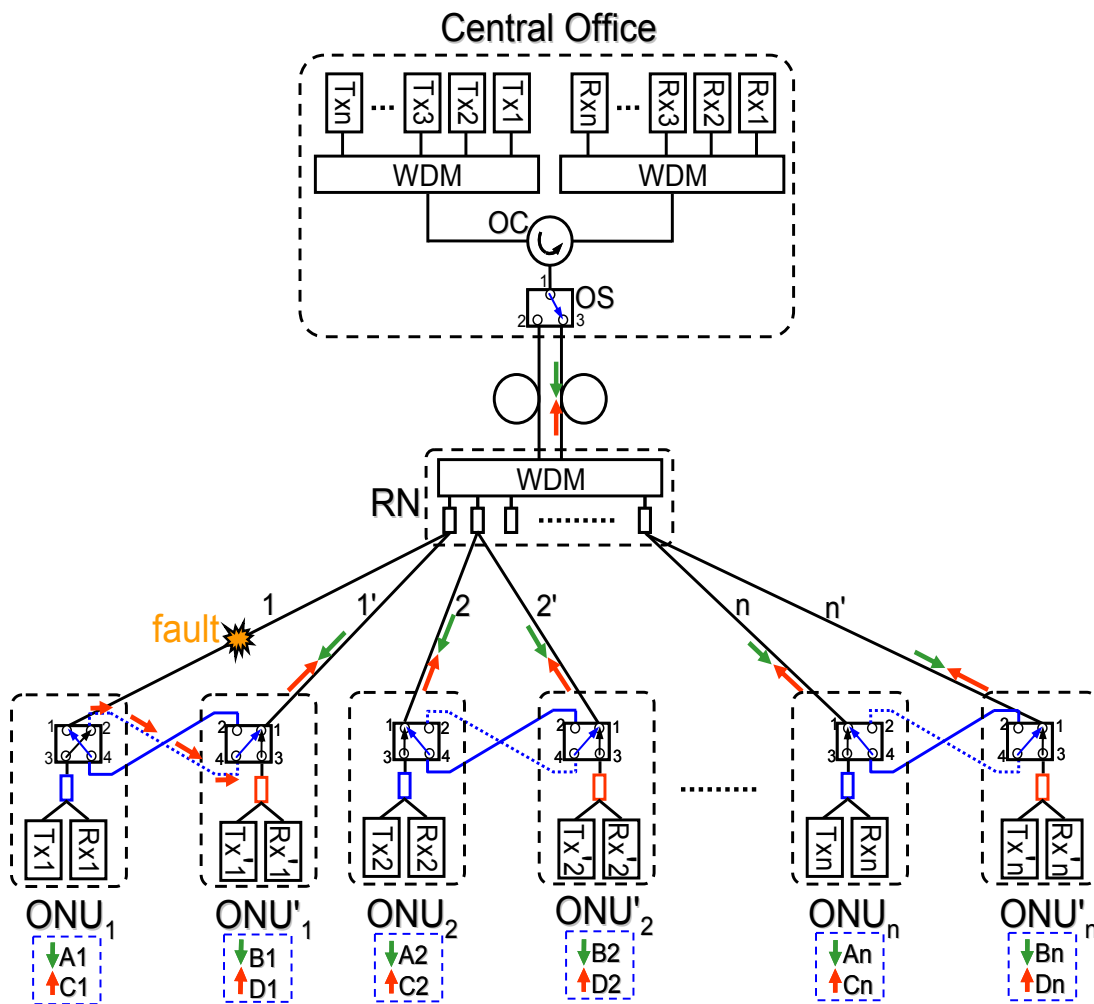 Central Office
Txn ... Tx3 Tx2 Tx1 Rxn ... Rx3 Rx2 Rx1
WDM WDM
OC
1 OS
2 3
WDM
RN
fault 1 1' 2 2' n n'
1 2 2 1 1 2 2 1 1 2 2 1
3 4 4 3 3 4 4 3 3 4 4 3
Tx1 Rx1 Tx'1 Rx'1 Tx2 Rx2 Tx'2 Rx'2 Txn Rxn Tx'n Rx'n
ONU1 ONU'1 ONU2 ONU'2 ONUn ONU'n
A1 B1 A2 B2 An Bn
C1 D1 C2 D2 Cn Dn